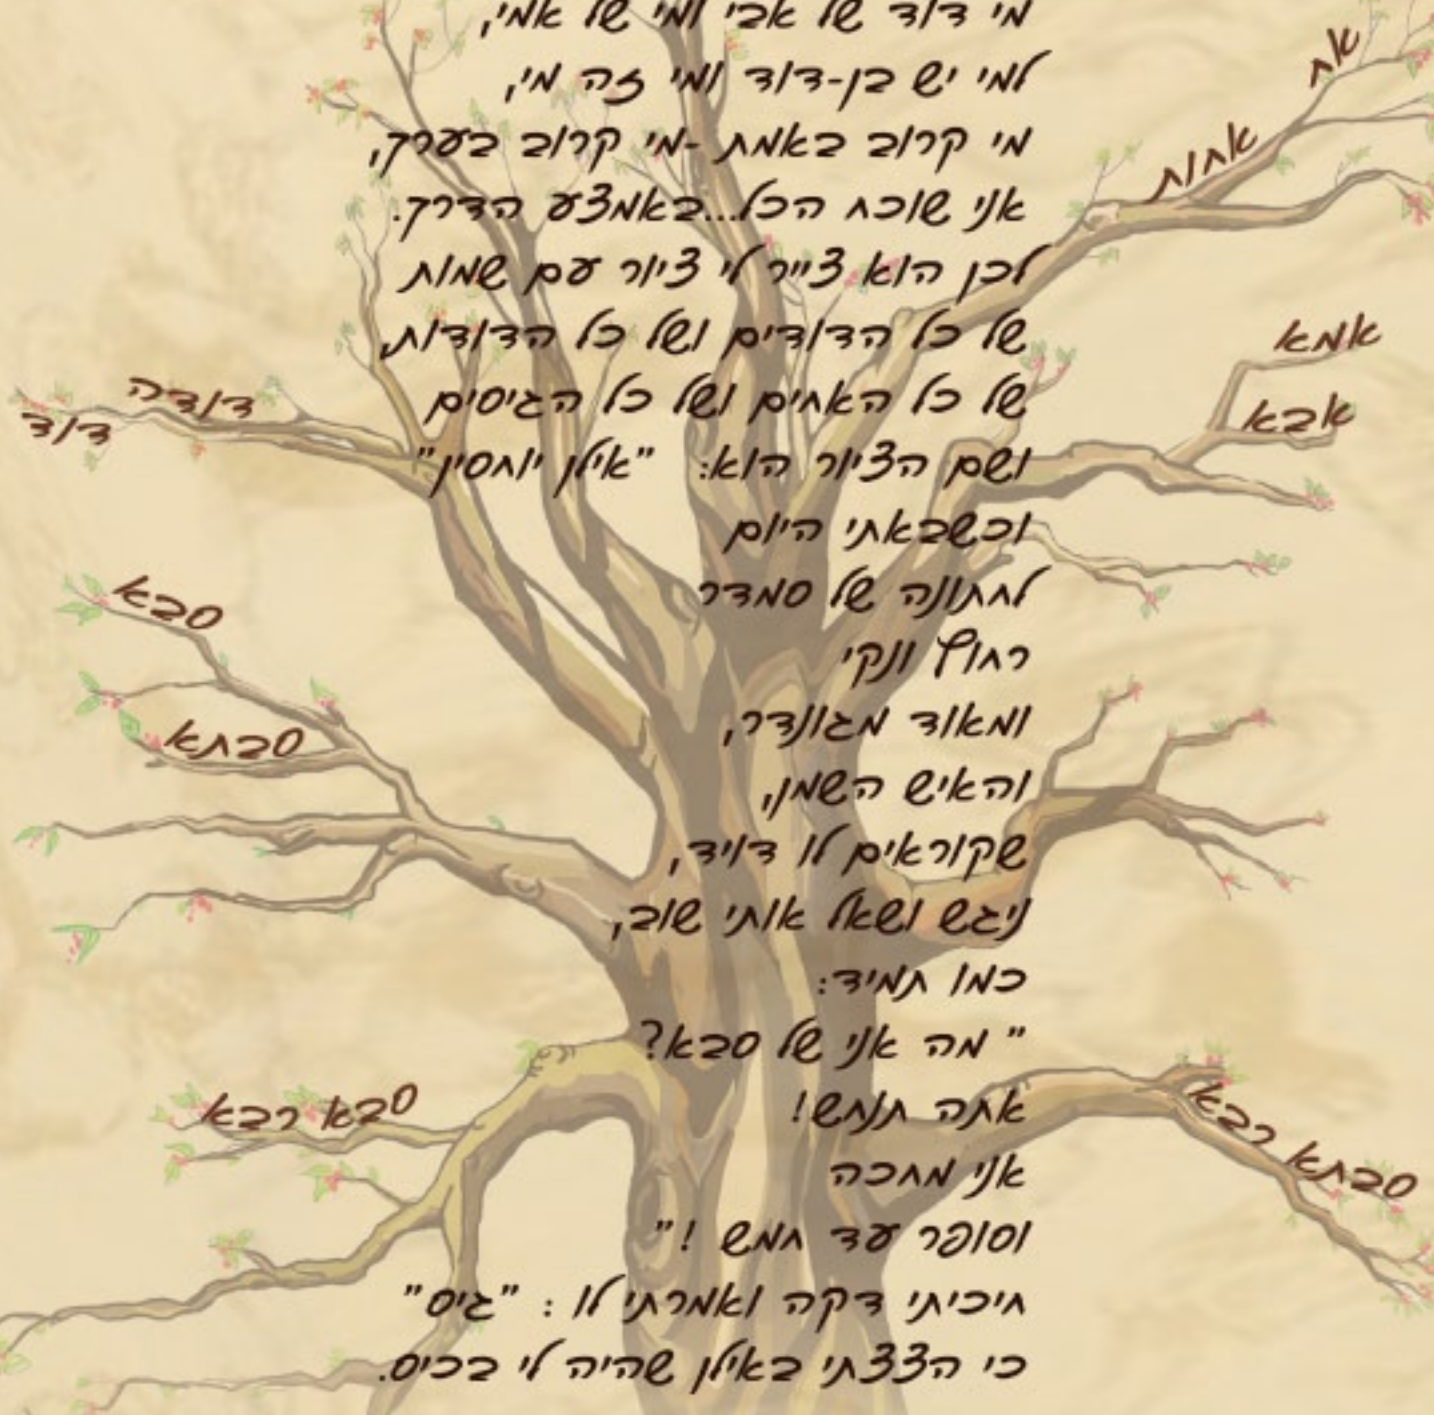 מי דוד של אבי ומי של אמי,
למי יש בן-דוד ומי זה מי,
מי קרוב באמת -מי קרוב בערך,
אני שוכח הכל...באמצע הדרך.
לכן הוא צייר לי ציור עם שמות
של כל הדודים ושל כל הדודות,
של כל האחים ושל כל הגיסים
ושם הציור הוא: "אילן יוחסין"
וכשבאתי היום
לחתונה של סמדר
רחוץ ונקי
ומאוד מגונדר,
והאיש השמן,
שקוראים לו דויד,
ניגש ושאל אותי שוב,
כמו תמיד:
" מה אני של סבא?
אתה תנחש!
אני מחכה
וסופר עד חמש !"
חיכיתי דקה ואמרתי לו : "גיס"
כי הצצתי באילן שהיה לי בכיס.
אח
אחות
אמא
אבא
דודה
דוד
סבא
סבתא
סבא רבא
סבתא רבא